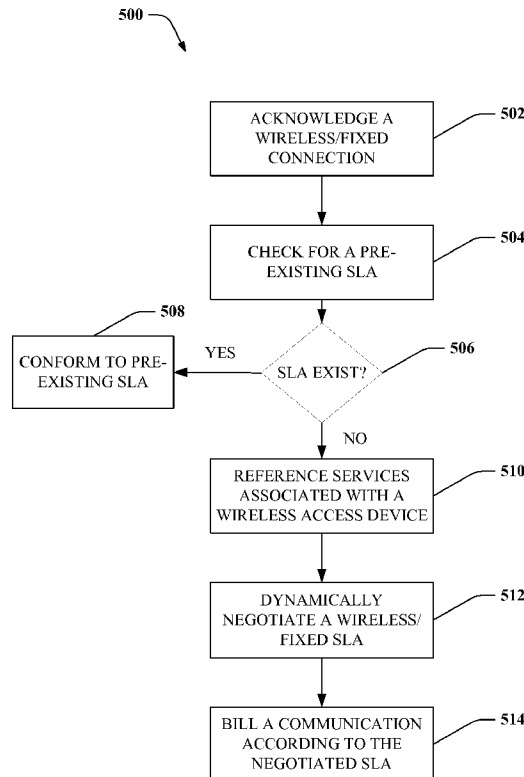 500
ACKNOWLEDGE A
WIRELESS/FIXED
CONNECTION
502
CHECK FOR A PRE-
EXISTING SLA
504
508
CONFORM TO PRE-
EXISTING SLA
YES
SLA EXIST?
506
NO
REFERENCE SERVICES
ASSOCIATED WITH A
WIRELESS ACCESS DEVICE
510
DYNAMICALLY
NEGOTIATE A WIRELESS/
FIXED SLA
512
BILL A COMMUNICATION
ACCORDING TO THE
NEGOTIATED SLA
514